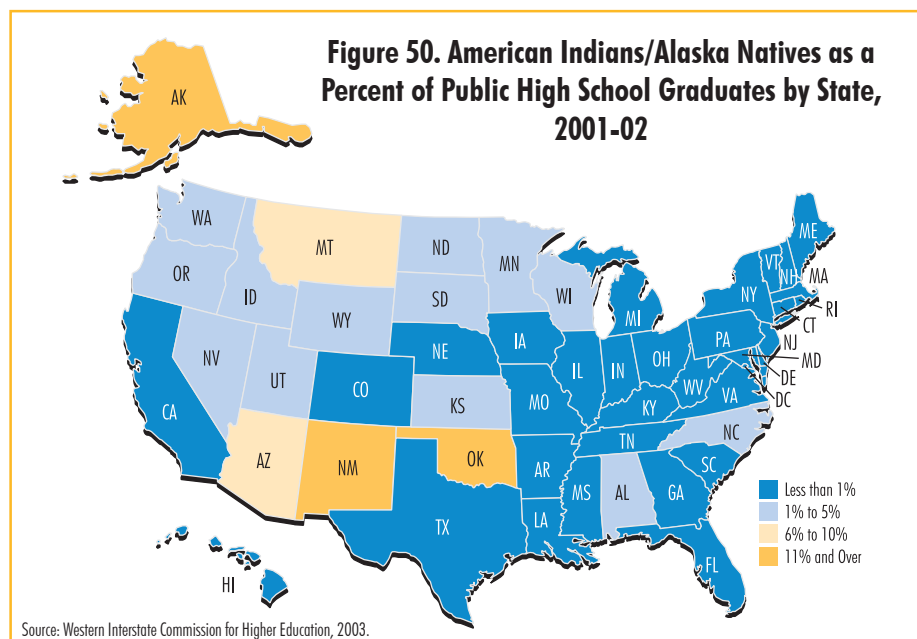 Figure 50. American Indians/Alaska Natives as a
Percent of Public High School Graduates by State,
2001-02
AK
WA
MT
ND
MN
ME
VT
NH
MA
OR
ID
SD
WI
NY
RI
WY
MI
CT
NE
IA
PA
NJ
NV
UT
CO
IL
IN
OH
MD
DE
CA
KS
MO
WV
VA
DC
KY
AZ
NM
OK
TN
NC
AR
SC
TX
MS
AL
GA
LA
FL
HI
Less than 1%
1% to 5%
6% to 10%
11% and Over
Source: Western Interstate Commission for Higher Education, 2003.